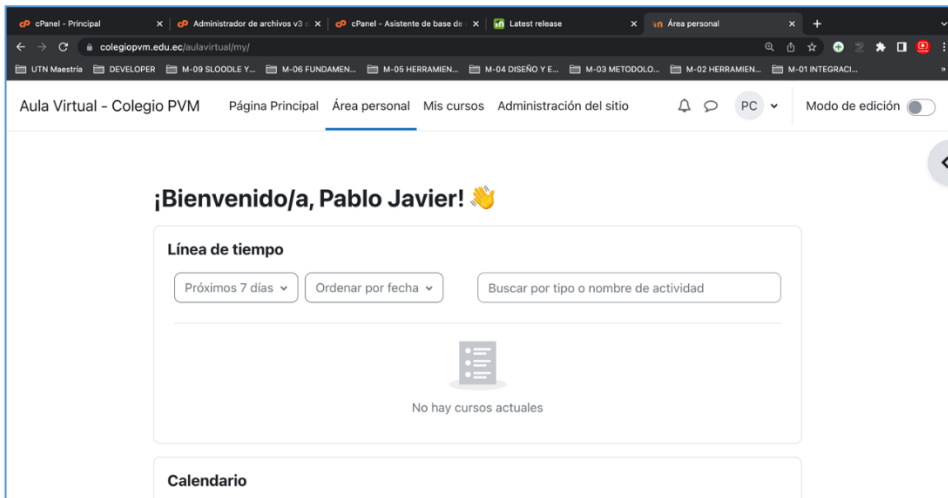 cPanel - Principal
Administrador de archivos v3
cPanel - Asistente de base de
Latest release
Área personal
colegiopvm.edu.ec/aulavirtual/my/
UTN Maestría DEVELOPER M-09 SLOODLE Y... M-06 FUNDAMEN... M-05 HERRAMIEN... M-04 DISEÑO Y E... M-03 METODOLO... M-02 HERRAMIEN... M-01 INTEGRACI...
Aula Virtual - Colegio PVM Página Principal Área personal Mis cursos Administración del sitio PC Modo de edición
¡Bienvenido/a, Pablo Javier! 👋
Línea de tiempo
Próximos 7 días Ordenar por fecha Buscar por tipo o nombre de actividad
No hay cursos actuales
Calendario